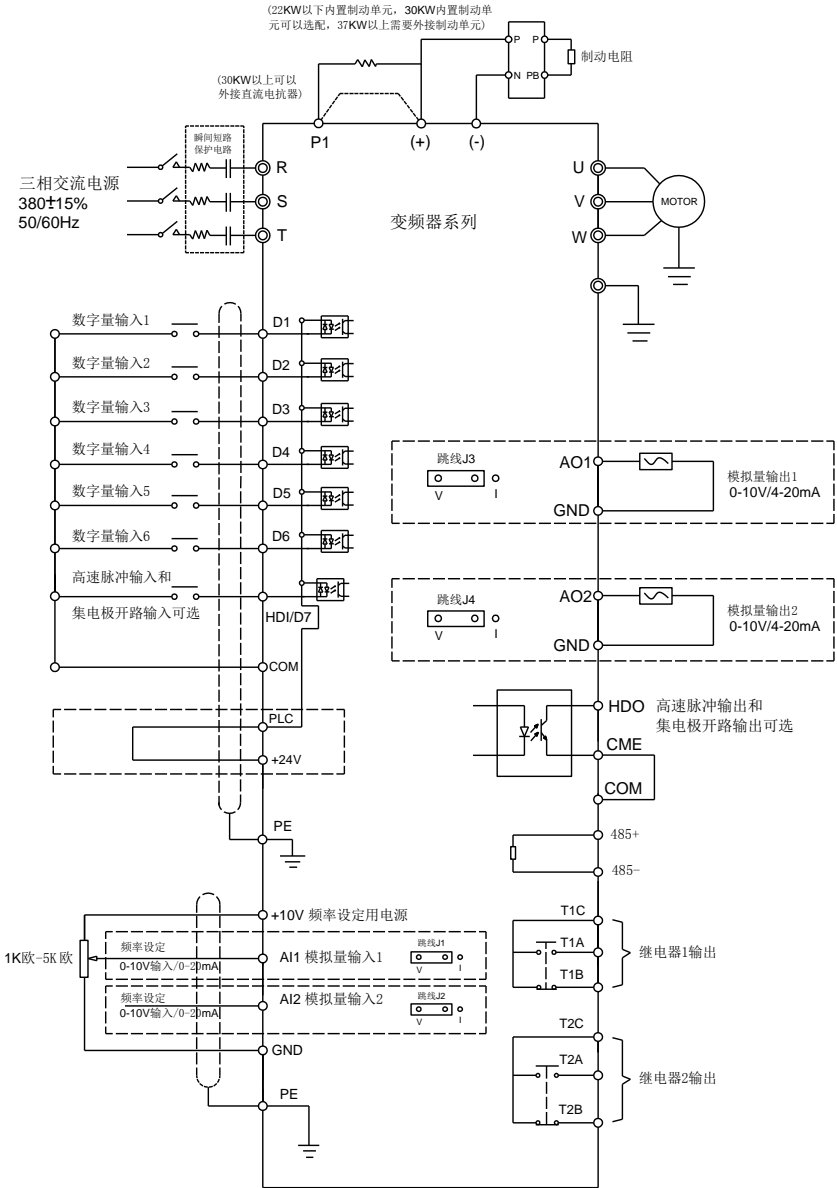 (22KW以下内置制动单元，30KW内置制动单
元可以选配，37KW以上需要外接制动单元)
P
P
N
PB
制动电阻
(30KW以上可以
外接直流电抗器)
P1
(+)
(-)
瞬间短路
保护电路
三相交流电源
380±15%
50/60Hz
R
S
T
变频器系列
U
V
W
MOTOR
数字量输入1
D1
数字量输入2
D2
数字量输入3
D3
数字量输入4
D4
数字量输入5
D5
数字量输入6
D6
高速脉冲输入和
集电极开路输入可选
HDI/D7
COM
PLC
+24V
PE
跳线J3
V
I
AO1
GND
模拟量输出1
0-10V/4-20mA
跳线J4
V
I
AO2
GND
模拟量输出2
0-10V/4-20mA
HDO
高速脉冲输出和
集电极开路输出可选
CME
COM
485+
485-
+10V 频率设定用电源
1K欧-5K欧
频率设定
0-10V输入/0-20mA
AI1 模拟量输入1
跳线J1
V
I
频率设定
0-10V输入/0-20mA
AI2 模拟量输入2
跳线J2
V
I
GND
PE
T1C
T1A
T1B
继电器1输出
T2C
T2A
T2B
继电器2输出